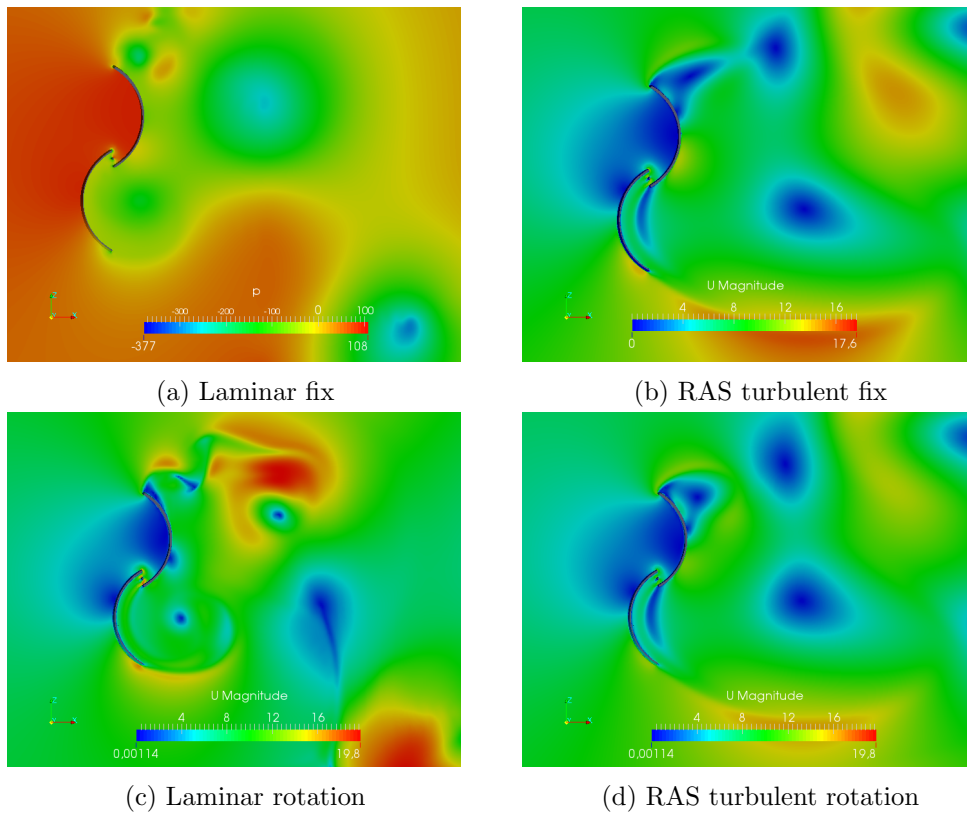 p
-300 -200 -100 0 100
-377 108
U Magnitude
4 8 12 16
0 17,6
(a) Laminar fix
(b) RAS turbulent fix
U Magnitude
4 8 12 16
0,00114 19,8
U Magnitude
4 8 12 16
0,00114 19,8
(c) Laminar rotation
(d) RAS turbulent rotation